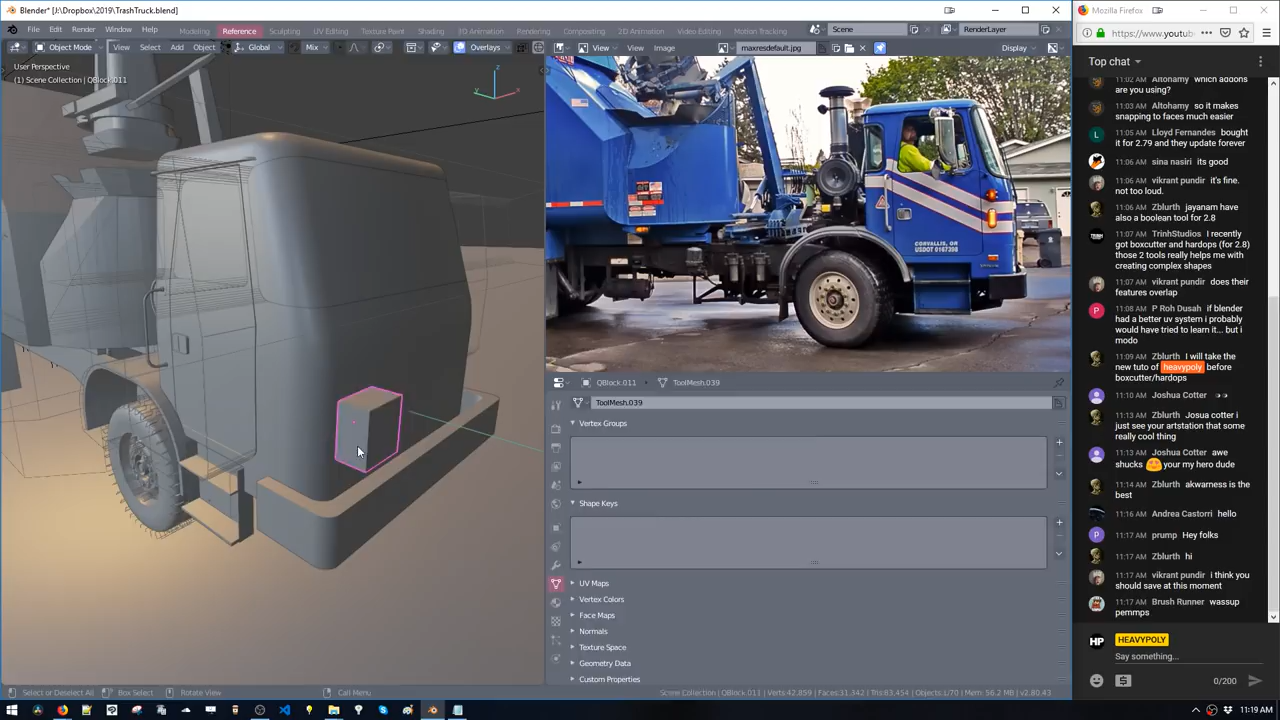 Blender* [J:\Dropbox\2019\TrashTruck.blend]
File Edit Render Window Help
Modeling Reference Sculpting UV Editing Texture Paint Shading 3D Animation Rendering Compositing 2D Animation Motion Tracking
Scene
RenderLayer
Object Mode View Select Add Object Global Mix Overlays
View View Image maxresdefault.jpg Display
User Perspective
(1) Scene Collection | QBlock.011
z
y
x
CORVALLIS, OR
USDOT 0167208
QBlock.011 ToolMesh.039
ToolMesh.039
Vertex Groups
Shape Keys
UV Maps
Vertex Colors
Face Maps
Normals
Texture Space
Geometry Data
Custom Properties
Select or Deselect All Box Select Rotate View Call Menu
Scene Collection | QBlock.011 | Verts:42,859 | Faces:31,342 | Tris:83,454 | Objects:1/70 | Mem: 56.2 MB | v2.80.43
Mozilla Firefox
https://www.youtub
Top chat
11:02 AM Altohamy which addons
are you using?
11:03 AM Altohamy so it makes
snapping to faces much easier
L
11:05 AM Lloyd Fernandes bought
it for 2.79 and they update forever
11:06 AM sina nasiri its good
11:06 AM vikrant pundir it's fine.
not too loud.
11:06 AM Zblurth jayanam have
also a boolean tool for 2.8
11:07 AM TrinhStudios I recently
got boxcutter and hardops (for 2.8)
those 2 tools really helps me with
creating complex shapes
11:07 AM vikrant pundir does their
features overlap
P
11:08 AM P Roh Dusah if blender
had a better uv system i probably
would have tried to learn it... but i
modo
11:09 AM Zblurth I will take the
new tuto of heavypoly before
boxcutter/hardops
11:10 AM Joshua Cotter
11:13 AM Zblurth Josua cotter i
just see your artstation that some
really cool thing
11:13 AM Joshua Cotter awe
shucks your my hero dude
11:14 AM Zblurth akwarness is the
best
11:16 AM Andrea Castorri hello
P
11:17 AM prump Hey folks
11:17 AM Zblurth hi
11:17 AM vikrant pundir i think you
should save at this moment
11:17 AM Brush Runner wassup
pemmps
HP HEAVYPOLY
Say something...
0/200
11:19 AM